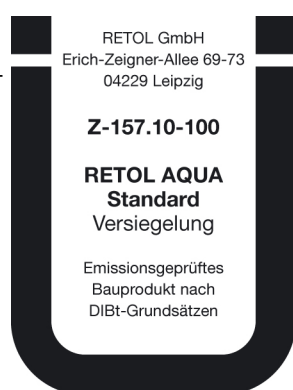 RETOL GmbH
Erich-Zeigner-Allee 69-73
04229 Leipzig
Z-157.10-100
RETOL AQUA
Standard
Versiegelung
Emissionsgeprüftes
Bauprodukt nach
DIBt-Grundsätzen